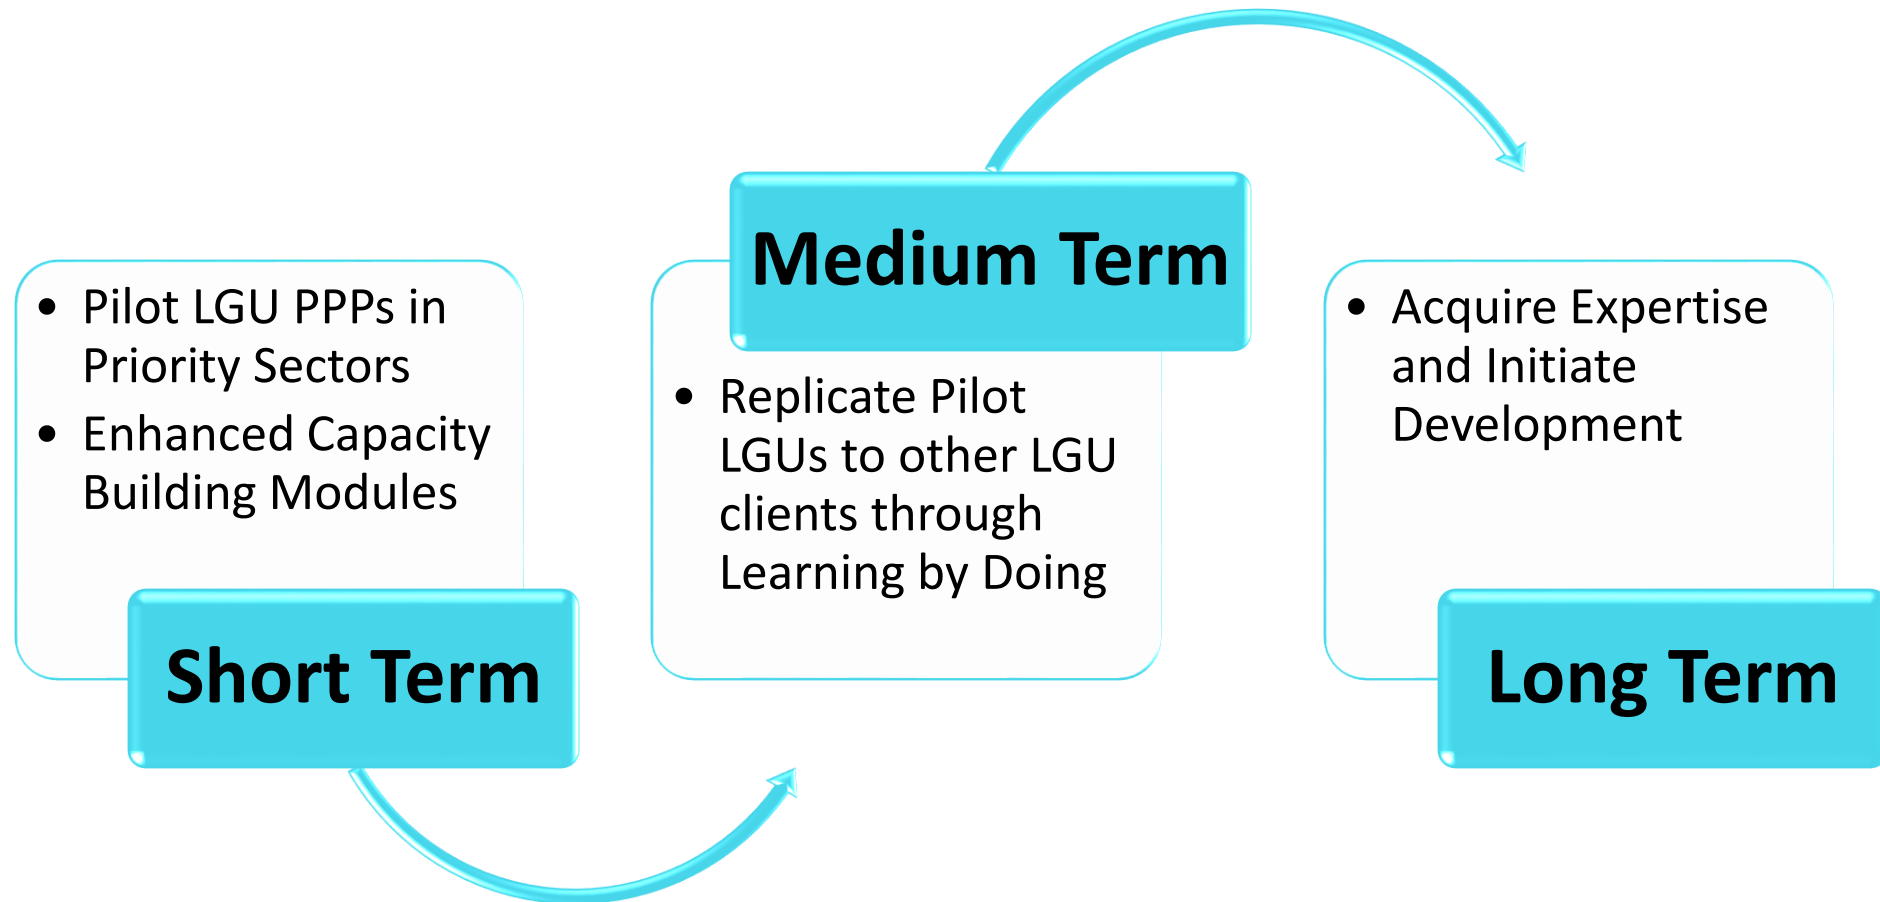 • Pilot LGU PPPs in
Priority Sectors
• Enhanced Capacity
Building Modules
Short Term
Medium Term
• Replicate Pilot
LGUs to other LGU
clients through
Learning by Doing
• Acquire Expertise
and Initiate
Development
Long Term